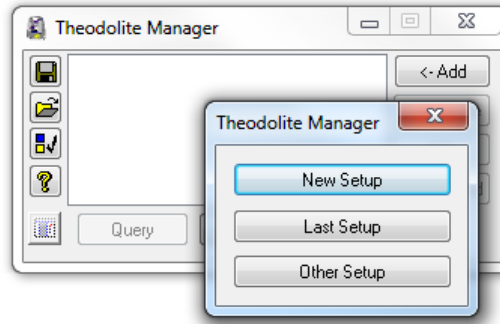 Theodolite Manager
<- Add
Theodolite Manager
New Setup
Last Setup
Other Setup
Query